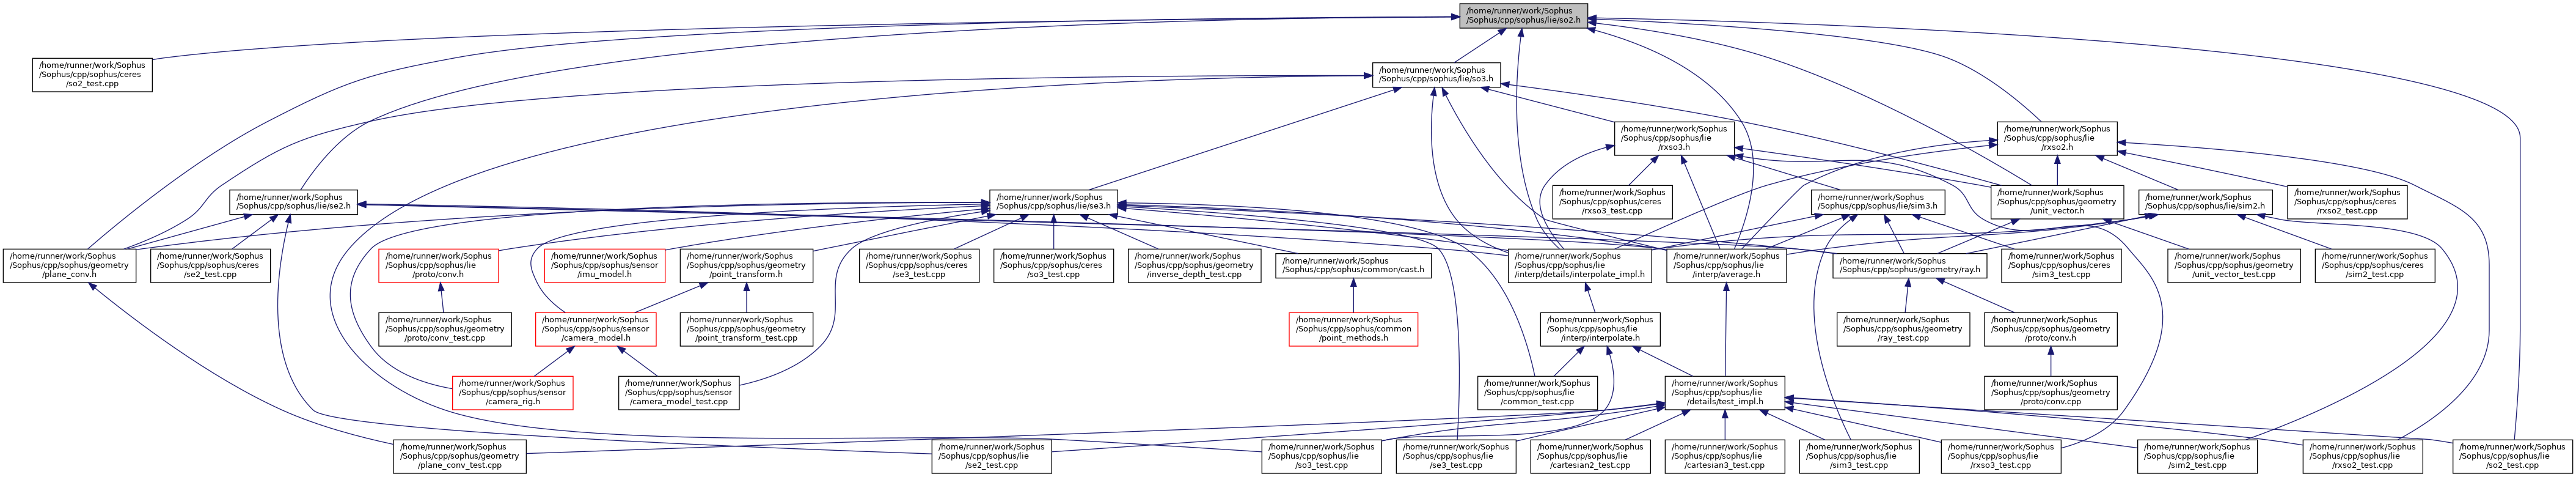 /home/runner/work/Sophus
/Sophus/cpp/sophus/lie/so2.h
/home/runner/work/Sophus
/Sophus/cpp/sophus/ceres
/so2_test.cpp
/home/runner/work/Sophus
/Sophus/cpp/sophus/lie/so3.h
/home/runner/work/Sophus
/Sophus/cpp/sophus/lie
/rxso3.h
/home/runner/work/Sophus
/Sophus/cpp/sophus/lie
/rxso2.h
/home/runner/work/Sophus
/Sophus/cpp/sophus/lie/se2.h
/home/runner/work/Sophus
/Sophus/cpp/sophus/lie/se3.h
/home/runner/work/Sophus
/Sophus/cpp/sophus/ceres
/rxso3_test.cpp
/home/runner/work/Sophus
/Sophus/cpp/sophus/lie/sim3.h
/home/runner/work/Sophus
/Sophus/cpp/sophus/geometry
/unit_vector.h
/home/runner/work/Sophus
/Sophus/cpp/sophus/lie/sim2.h
/home/runner/work/Sophus
/Sophus/cpp/sophus/ceres
/rxso2_test.cpp
/home/runner/work/Sophus
/Sophus/cpp/sophus/geometry
/plane_conv.h
/home/runner/work/Sophus
/Sophus/cpp/sophus/ceres
/se2_test.cpp
/home/runner/work/Sophus
/Sophus/cpp/sophus/lie
/proto/conv.h
/home/runner/work/Sophus
/Sophus/cpp/sophus/sensor
/imu_model.h
/home/runner/work/Sophus
/Sophus/cpp/sophus/geometry
/point_transform.h
/home/runner/work/Sophus
/Sophus/cpp/sophus/ceres
/se3_test.cpp
/home/runner/work/Sophus
/Sophus/cpp/sophus/ceres
/so3_test.cpp
/home/runner/work/Sophus
/Sophus/cpp/sophus/geometry
/inverse_depth_test.cpp
/home/runner/work/Sophus
/Sophus/cpp/sophus/common/cast.h
/home/runner/work/Sophus
/Sophus/cpp/sophus/lie
/interp/details/interpolate_impl.h
/home/runner/work/Sophus
/Sophus/cpp/sophus/lie
/interp/average.h
/home/runner/work/Sophus
/Sophus/cpp/sophus/geometry/ray.h
/home/runner/work/Sophus
/Sophus/cpp/sophus/ceres
/sim3_test.cpp
/home/runner/work/Sophus
/Sophus/cpp/sophus/geometry
/unit_vector_test.cpp
/home/runner/work/Sophus
/Sophus/cpp/sophus/ceres
/sim2_test.cpp
/home/runner/work/Sophus
/Sophus/cpp/sophus/geometry
/proto/conv_test.cpp
/home/runner/work/Sophus
/Sophus/cpp/sophus/sensor
/camera_model.h
/home/runner/work/Sophus
/Sophus/cpp/sophus/geometry
/point_transform_test.cpp
/home/runner/work/Sophus
/Sophus/cpp/sophus/common
/point_methods.h
/home/runner/work/Sophus
/Sophus/cpp/sophus/lie
/interp/interpolate.h
/home/runner/work/Sophus
/Sophus/cpp/sophus/geometry
/ray_test.cpp
/home/runner/work/Sophus
/Sophus/cpp/sophus/geometry
/proto/conv.h
/home/runner/work/Sophus
/Sophus/cpp/sophus/sensor
/camera_rig.h
/home/runner/work/Sophus
/Sophus/cpp/sophus/sensor
/camera_model_test.cpp
/home/runner/work/Sophus
/Sophus/cpp/sophus/lie
/common_test.cpp
/home/runner/work/Sophus
/Sophus/cpp/sophus/lie
/details/test_impl.h
/home/runner/work/Sophus
/Sophus/cpp/sophus/geometry
/proto/conv.cpp
/home/runner/work/Sophus
/Sophus/cpp/sophus/geometry
/plane_conv_test.cpp
/home/runner/work/Sophus
/Sophus/cpp/sophus/lie
/se2_test.cpp
/home/runner/work/Sophus
/Sophus/cpp/sophus/lie
/so3_test.cpp
/home/runner/work/Sophus
/Sophus/cpp/sophus/lie
/se3_test.cpp
/home/runner/work/Sophus
/Sophus/cpp/sophus/lie
/cartesian2_test.cpp
/home/runner/work/Sophus
/Sophus/cpp/sophus/lie
/cartesian3_test.cpp
/home/runner/work/Sophus
/Sophus/cpp/sophus/lie
/sim3_test.cpp
/home/runner/work/Sophus
/Sophus/cpp/sophus/lie
/rxso3_test.cpp
/home/runner/work/Sophus
/Sophus/cpp/sophus/lie
/sim2_test.cpp
/home/runner/work/Sophus
/Sophus/cpp/sophus/lie
/rxso2_test.cpp
/home/runner/work/Sophus
/Sophus/cpp/sophus/lie
/so2_test.cpp